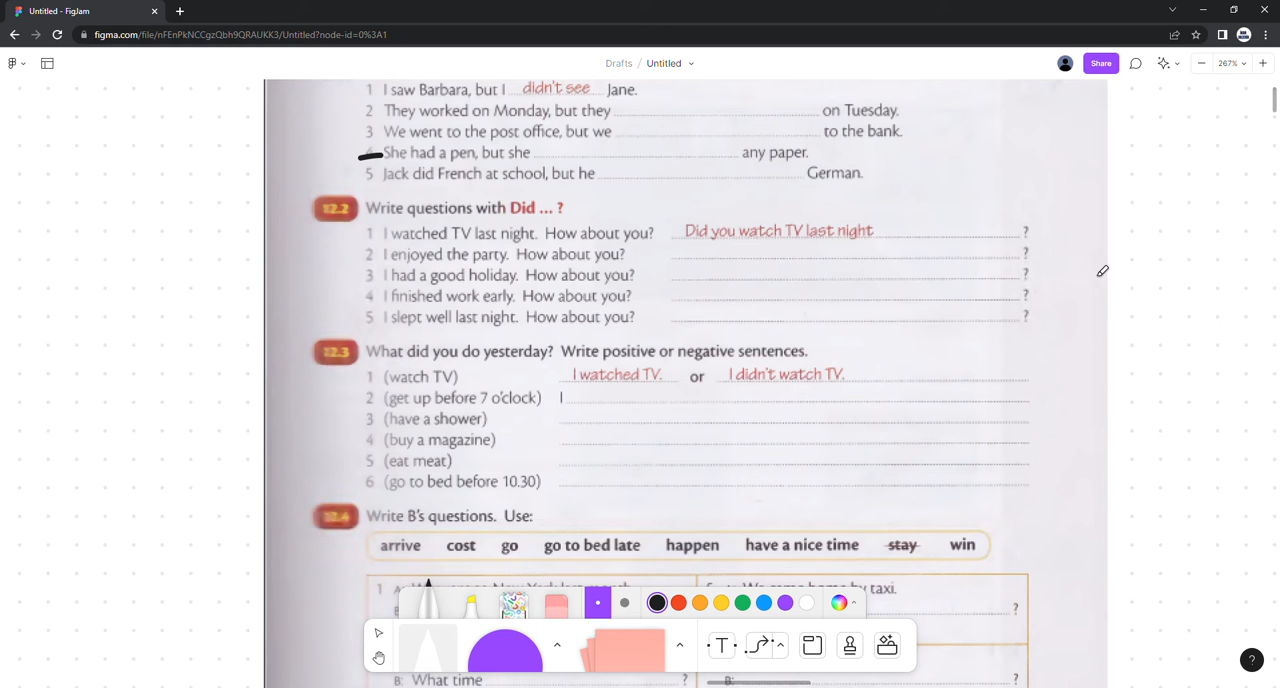 Untitled - FigJam
figma.com/file/nFEnPkNCCgzQbh9QRAUKK3/Untitled?node-id=0%3A1
Drafts / Untitled
Share
267%
1 I saw Barbara, but I didn't see Jane.
2 They worked on Monday, but they on Tuesday.
3 We went to the post office, but we to the bank.
4 She had a pen, but she any paper.
5 Jack did French at school, but he German.
12.2 Write questions with Did ... ?
1 I watched TV last night. How about you? Did you watch TV last night ?
2 I enjoyed the party. How about you? ?
3 I had a good holiday. How about you? ?
4 I finished work early. How about you? ?
5 I slept well last night. How about you? ?
12.3 What did you do yesterday? Write positive or negative sentences.
1 (watch TV) I watched TV. or I didn't watch TV.
2 (get up before 7 o'clock) I
3 (have a shower)
4 (buy a magazine)
5 (eat meat)
6 (go to bed before 10.30)
12.4 Write B's questions. Use:
arrive cost go go to bed late happen have a nice time stay win
1 taxi.
?
T
B: What time ? B: ?
?